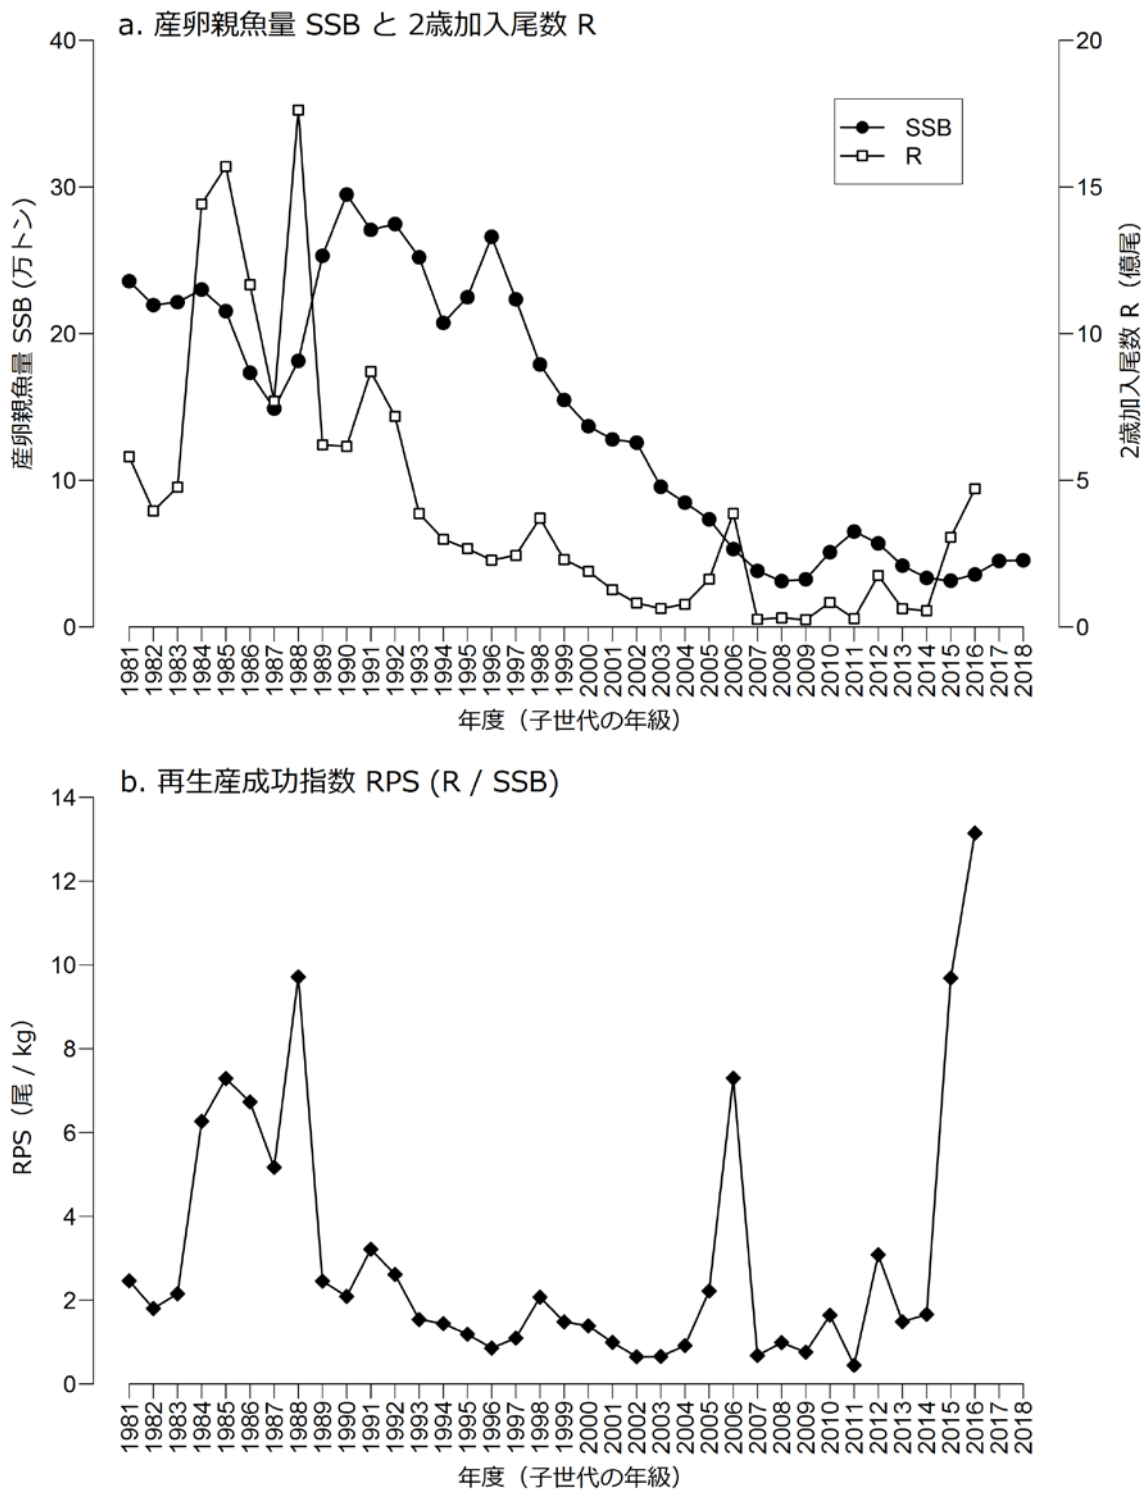 a. 産卵親魚量 SSB と 2歳加入尾数 R
40
30
20
10
0
産卵親魚量 SSB (万トン)
SSB
R
20
15
10
5
0
2歳加入尾数 R (億尾)
1981 1982 1983 1984 1985 1986 1987 1988 1989 1990 1991 1992 1993 1994 1995 1996 1997 1998 1999 2000 2001 2002 2003 2004 2005 2006 2007 2008 2009 2010 2011 2012 2013 2014 2015 2016 2017 2018
年度（子世代の年級）
b. 再生産成功指数 RPS (R / SSB)
14
12
10
8
6
4
2
0
RPS（尾 / kg）
1981 1982 1983 1984 1985 1986 1987 1988 1989 1990 1991 1992 1993 1994 1995 1996 1997 1998 1999 2000 2001 2002 2003 2004 2005 2006 2007 2008 2009 2010 2011 2012 2013 2014 2015 2016 2017 2018
年度（子世代の年級）